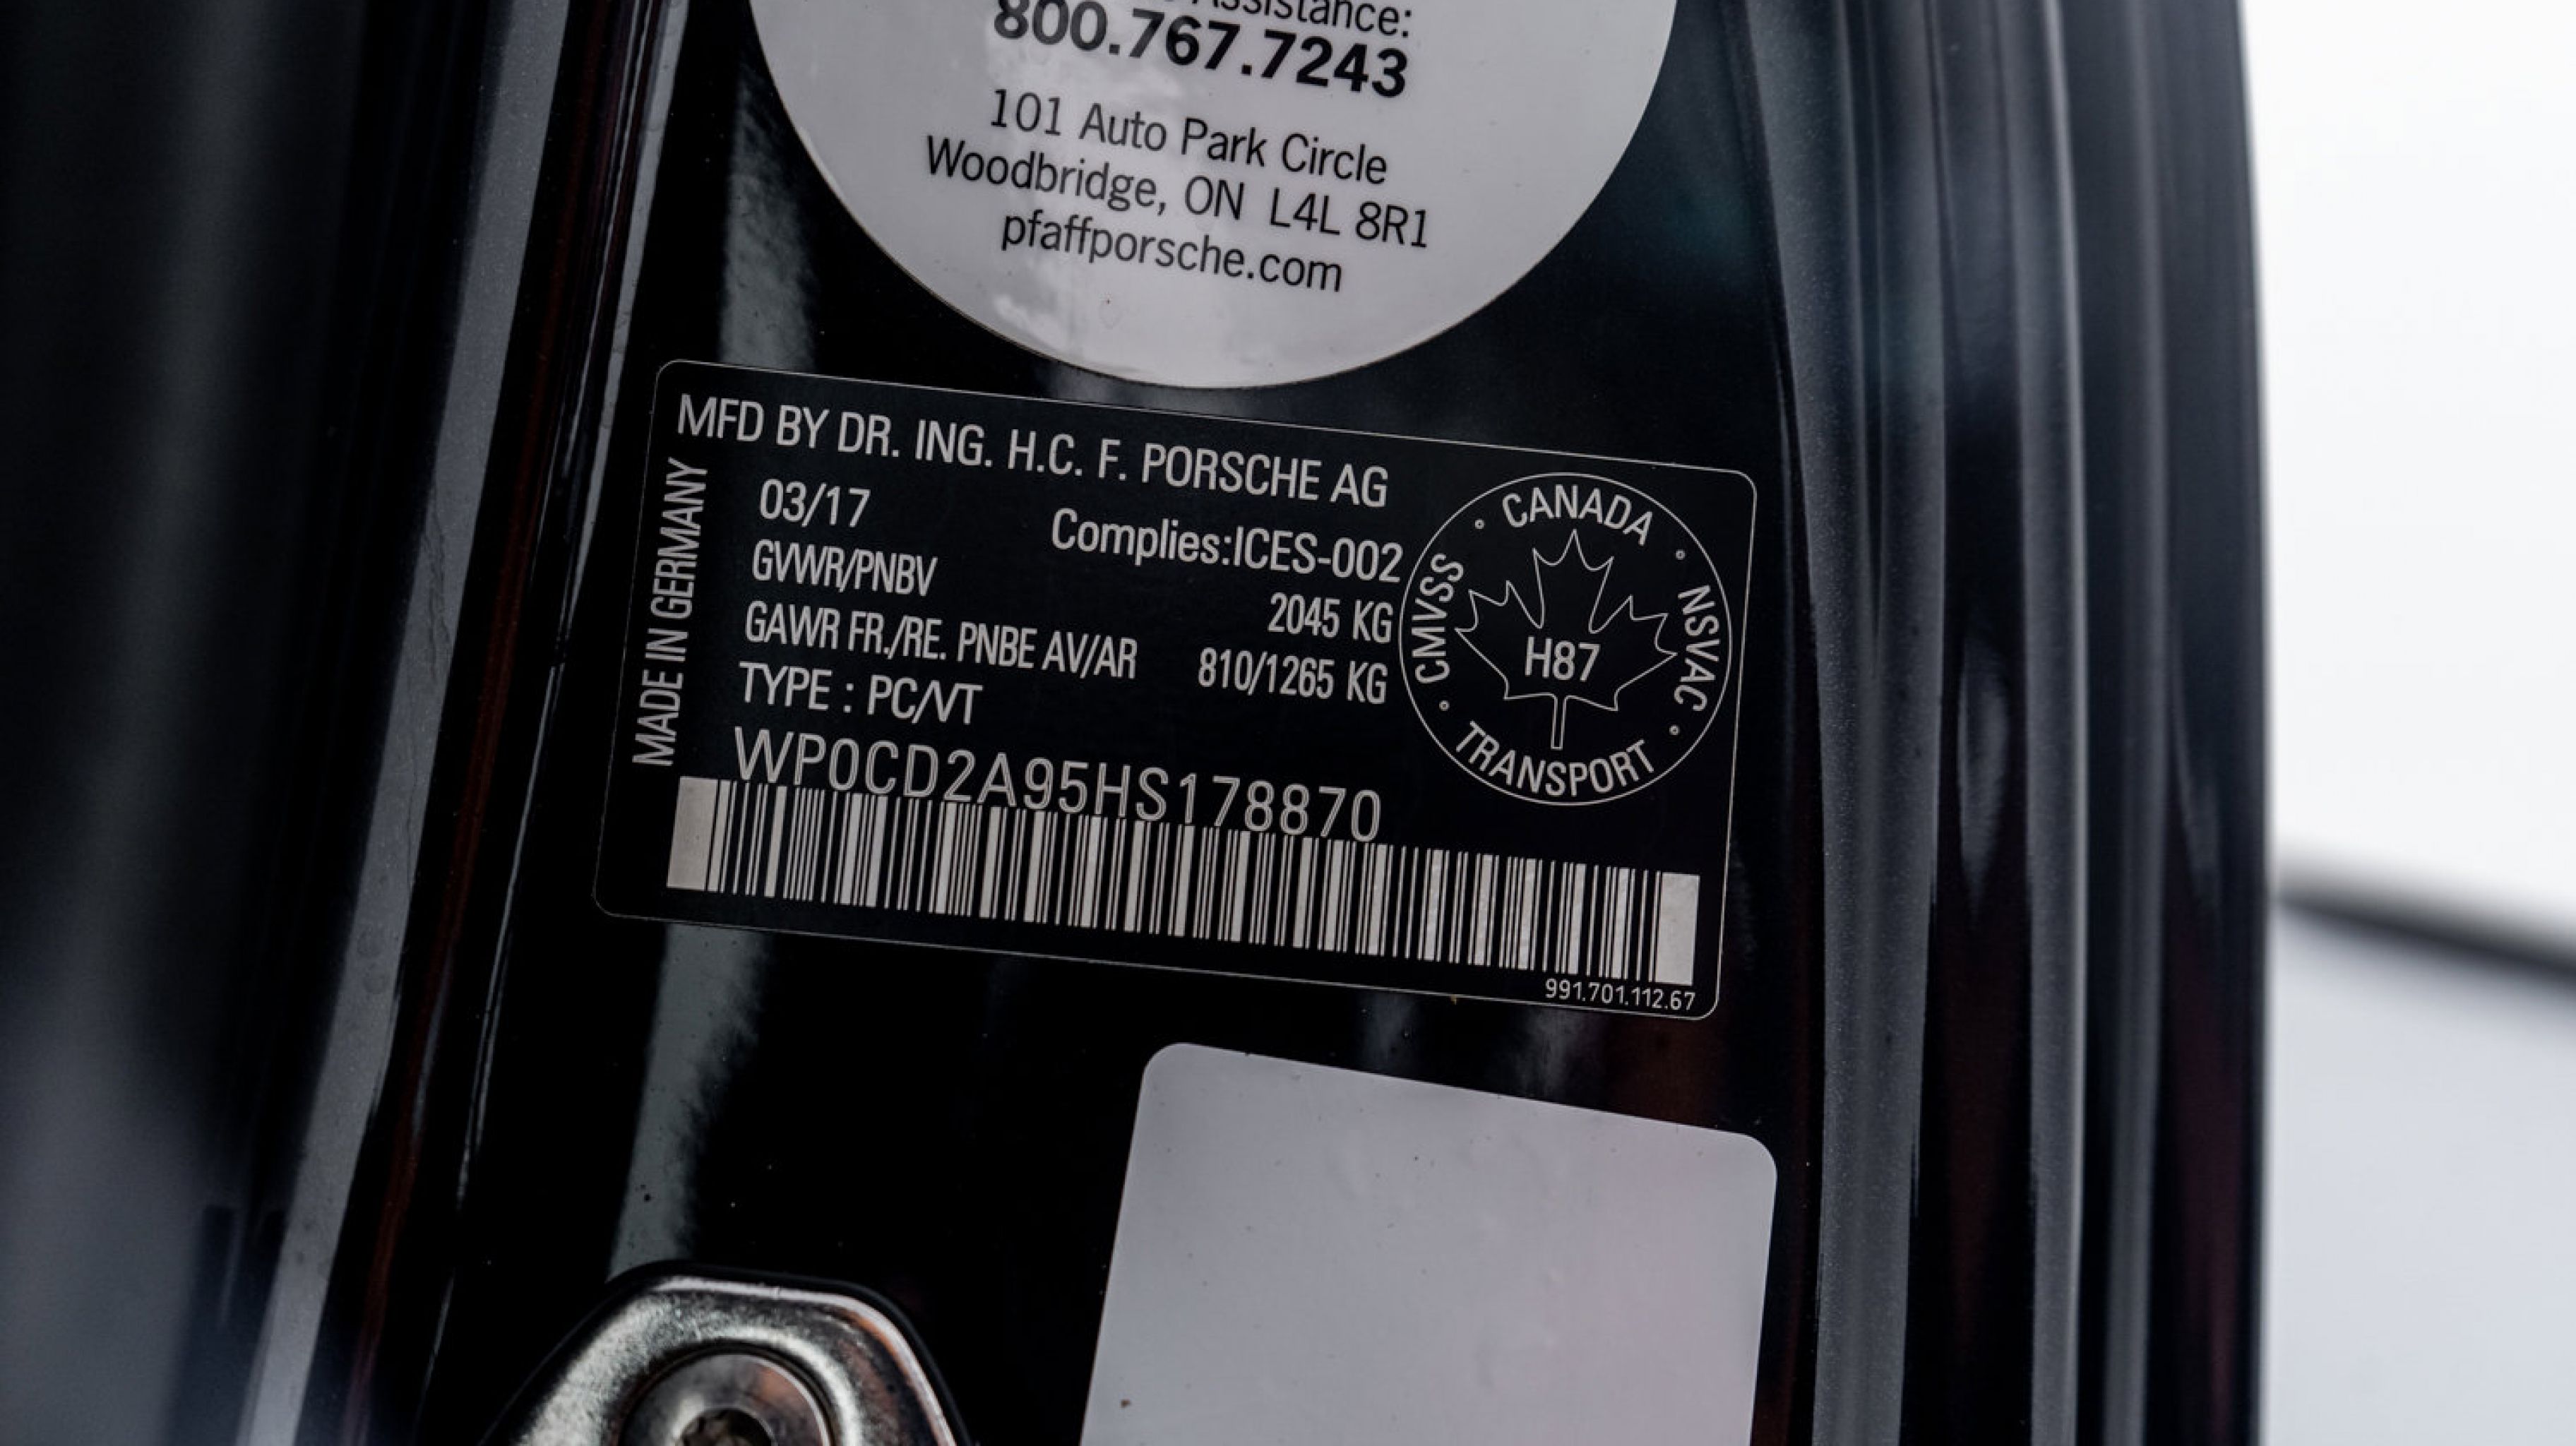 Assistance:
800.767.7243
101 Auto Park Circle
Woodbridge, ON L4L 8R1
pfaffporsche.com
MFD BY DR. ING. H.C. F. PORSCHE AG
03/17 Complies:ICES-002
GVWR/PNBV 2045 KG
GAWR FR./RE. PNBE AV/AR 810/1265 KG
TYPE : PC/VT
WP0CD2A95HS178870
MADE IN GERMANY
CANADA
CMVSS
NSVAC
H87
TRANSPORT
991.701.112.67